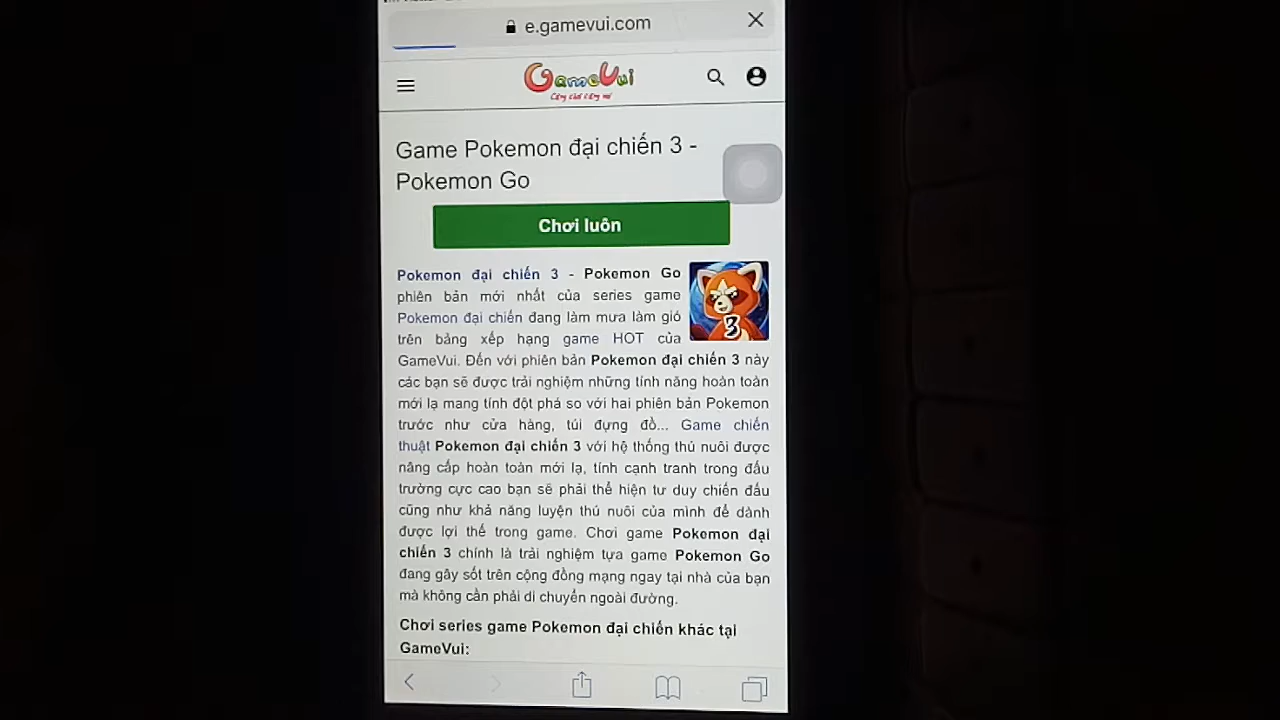 e.gamevui.com
GameVui
Game Pokemon đại chiến 3 -
Pokemon Go
Chơi luôn
Pokemon đại chiến 3 - Pokemon Go
phiên bản mới nhất của series game
Pokemon đại chiến đang làm mưa làm gió
trên bảng xếp hạng game HOT của
GameVui. Đến với phiên bản Pokemon đại chiến 3 này
các bạn sẽ được trải nghiệm những tính năng hoàn toàn
mới lạ mang tính đột phá so với hai phiên bản Pokemon
trước như cửa hàng, túi đựng đồ... Game chiến
thuật Pokemon đại chiến 3 với hệ thống thú nuôi được
nâng cấp hoàn toàn mới lạ, tính cạnh tranh trong đấu
trường cực cao bạn sẽ phải thể hiện tư duy chiến đấu
cũng như khả năng luyện thú nuôi của mình để dành
được lợi thế trong game. Chơi game Pokemon đại
chiến 3 chính là trải nghiệm tựa game Pokemon Go
đang gây sốt trên cộng đồng mạng ngay tại nhà của bạn
mà không cần phải di chuyển ngoài đường.
3
Chơi series game Pokemon đại chiến khác tại
GameVui: